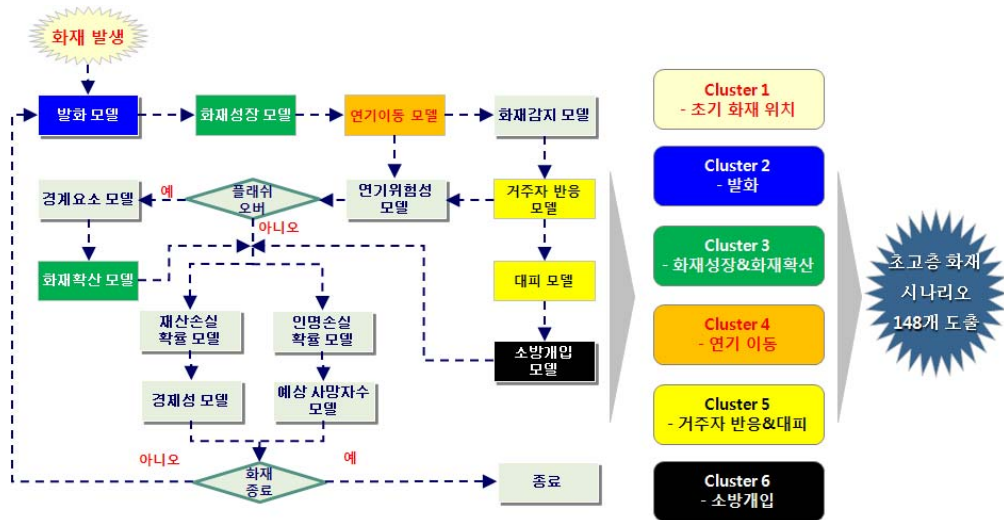 화재 발생
발화 모델
화재성장 모델
연기이동 모델
화재감지 모델
경계요소 모델
예
플래쉬
오버
연기위험성
모델
거주자 반응
모델
아니오
화재확산 모델
대피 모델
재산손실
확률 모델
인명손실
확률 모델
소방개입
모델
경제성 모델
예상 사망자수
모델
아니오
화재
종료
예
종료
Cluster 1
- 초기 화재 위치
Cluster 2
- 발화
Cluster 3
- 화재성장&화재확산
Cluster 4
- 연기 이동
Cluster 5
- 거주자 반응&대피
Cluster 6
- 소방개입
초고층 화재
시나리오
148개 도출